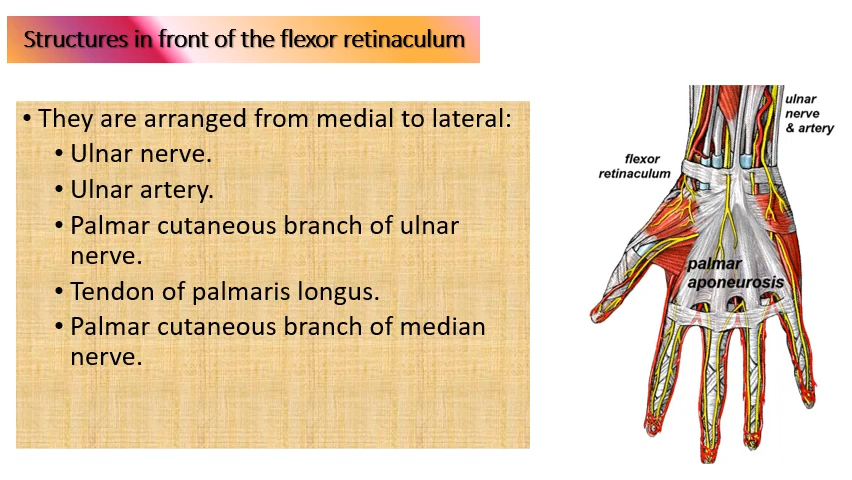 Structures in front of the flexor retinaculum
• They are arranged from medial to lateral:
• Ulnar nerve.
• Ulnar artery.
• Palmar cutaneous branch of ulnar
nerve.
• Tendon of palmaris longus.
• Palmar cutaneous branch of median
nerve.
ulnar
nerve
& artery
flexor
retinaculum
palmar
aponeurosis